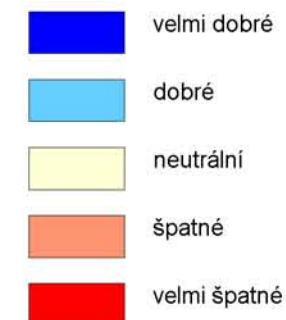 velmi dobré
dobré
neutrální
špatné
velmi špatné